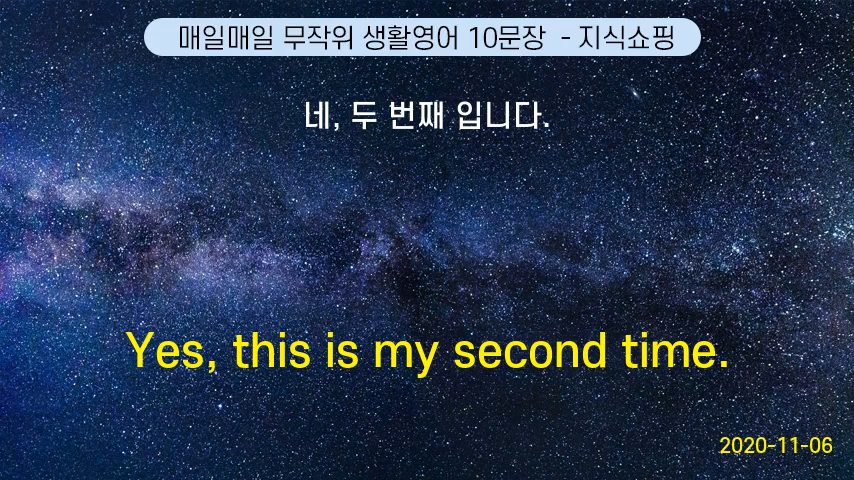 매일매일 무작위 생활영어 10문장 - 지식쇼핑
네, 두 번째 입니다.
Yes, this is my second time.
2020-11-06